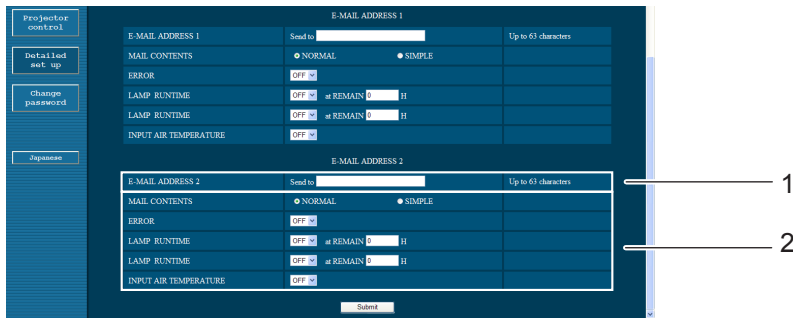 Projector
control
Detailed
set up
Change
password
Japanese
E-MAIL ADDRESS 1
E-MAIL ADDRESS 1 Send to Up to 63 characters
MAIL CONTENTS NORMAL SIMPLE
ERROR OFF
LAMP RUNTIME OFF at REMAIN 0 H
LAMP RUNTIME OFF at REMAIN 0 H
INPUT AIR TEMPERATURE OFF
E-MAIL ADDRESS 2
E-MAIL ADDRESS 2 Send to Up to 63 characters 1
MAIL CONTENTS NORMAL SIMPLE
ERROR OFF
LAMP RUNTIME OFF at REMAIN 0 H 2
LAMP RUNTIME OFF at REMAIN 0 H
INPUT AIR TEMPERATURE OFF
Submit